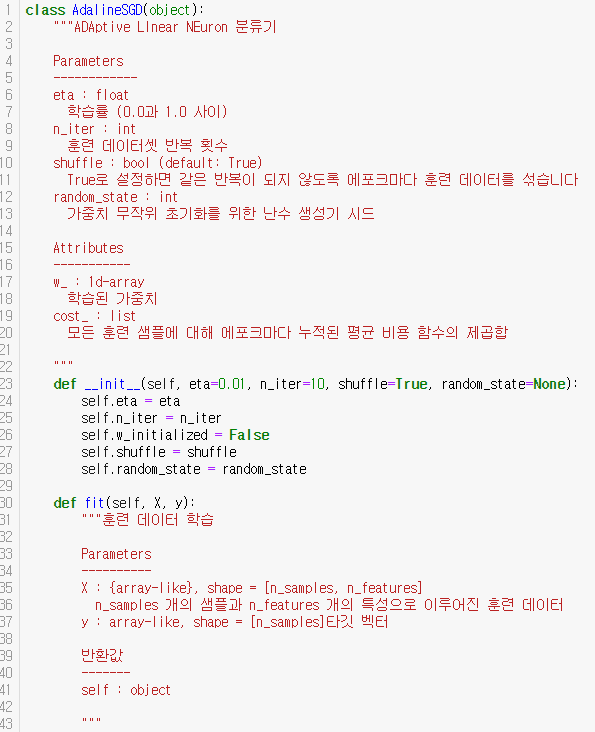 1 class AdalineSGD(object):
2     """ADAptive LInear NEuron 분류기
3
4     Parameters
5     ------------
6     eta : float
7       학습률 (0.0과 1.0 사이)
8     n_iter : int
9       훈련 데이터셋 반복 횟수
10     shuffle : bool (default: True)
11       True로 설정하면 같은 반복이 되지 않도록 에포크마다 훈련 데이터를 섞습니다
12     random_state : int
13       가중치 무작위 초기화를 위한 난수 생성기 시드
14
15     Attributes
16     -----------
17     w_ : 1d-array
18       학습된 가중치
19     cost_ : list
20       모든 훈련 샘플에 대해 에포크마다 누적된 평균 비용 함수의 제곱합
21
22     """
23     def __init__(self, eta=0.01, n_iter=10, shuffle=True, random_state=None):
24         self.eta = eta
25         self.n_iter = n_iter
26         self.w_initialized = False
27         self.shuffle = shuffle
28         self.random_state = random_state
29
30     def fit(self, X, y):
31         """훈련 데이터 학습
32
33         Parameters
34         ----------
35         X : {array-like}, shape = [n_samples, n_features]
36           n_samples 개의 샘플과 n_features 개의 특성으로 이루어진 훈련 데이터
37         y : array-like, shape = [n_samples]타깃 벡터
38
39         반환값
40         -------
41         self : object
42
43         """